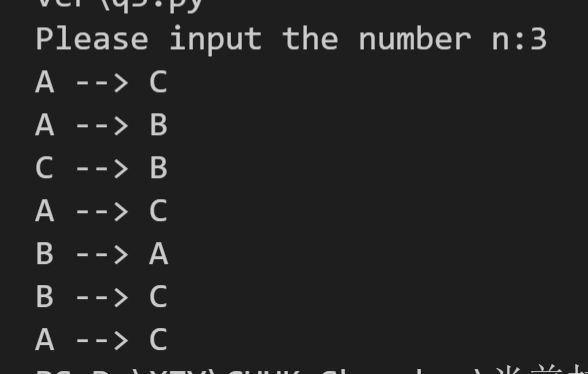 Please input the number n:3
A --> C
A --> B
C --> B
A --> C
B --> A
B --> C
A --> C